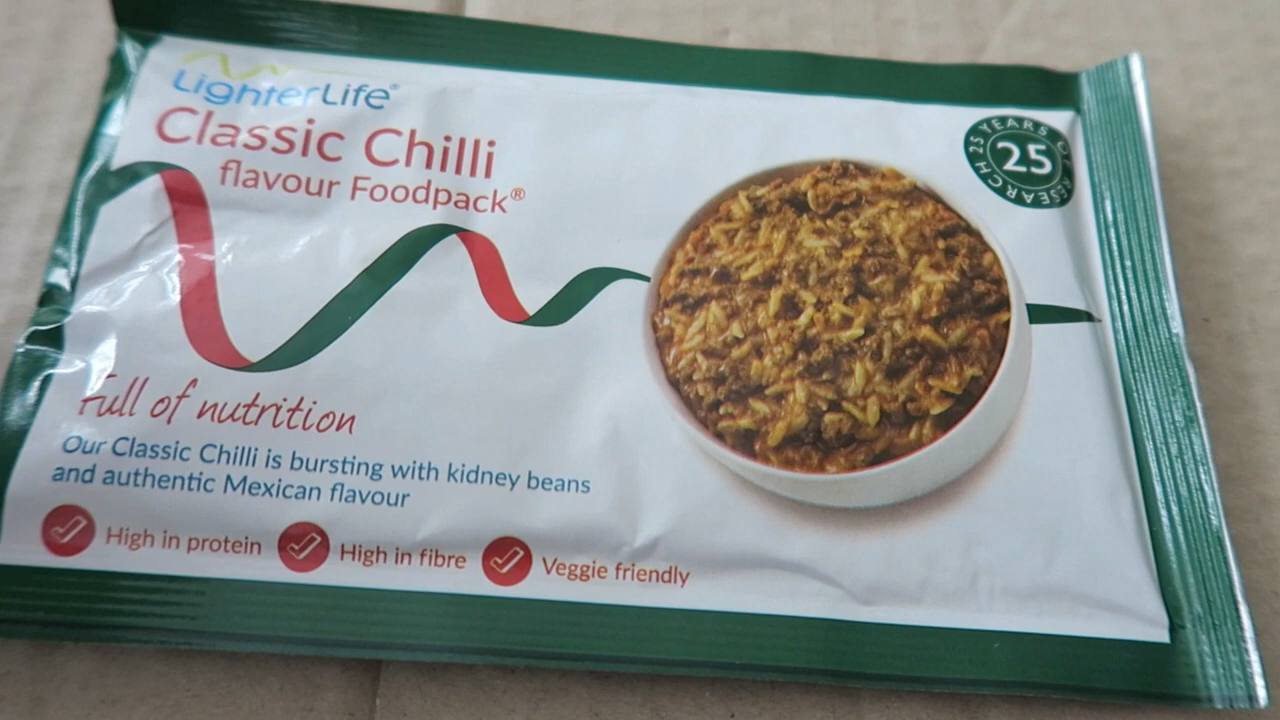 LighterLife®
Classic Chilli
flavour Foodpack®
25 YEARS OF RESEARCH
25
Full of nutrition
Our Classic Chilli is bursting with kidney beans
and authentic Mexican flavour
High in protein High in fibre Veggie friendly